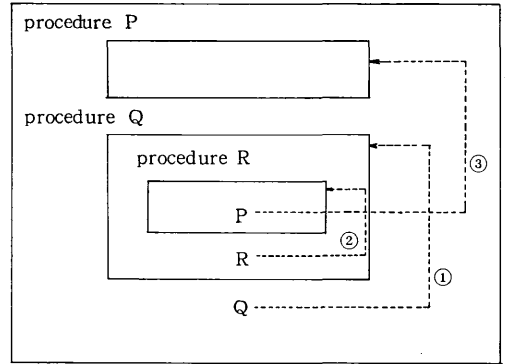 procedure P
procedure Q
procedure R
P
③
②
R
①
Q